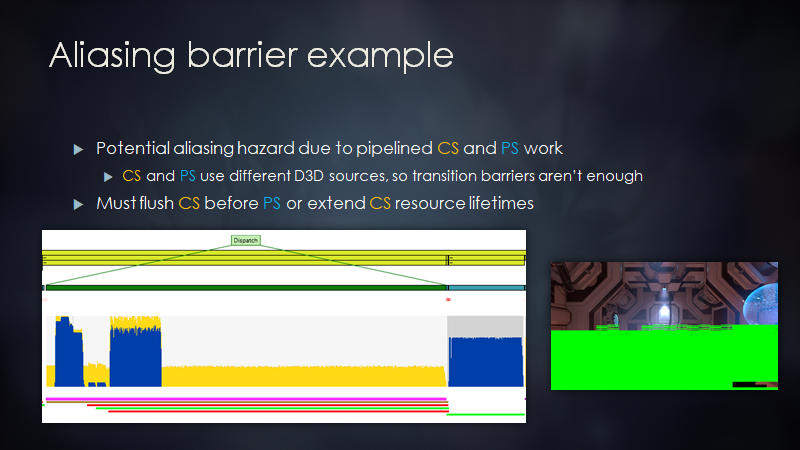 Aliasing barrier example
Potential aliasing hazard due to pipelined CS and PS work
CS and PS use different D3D sources, so transition barriers aren't enough
Must flush CS before PS or extend CS resource lifetimes
Dispatch